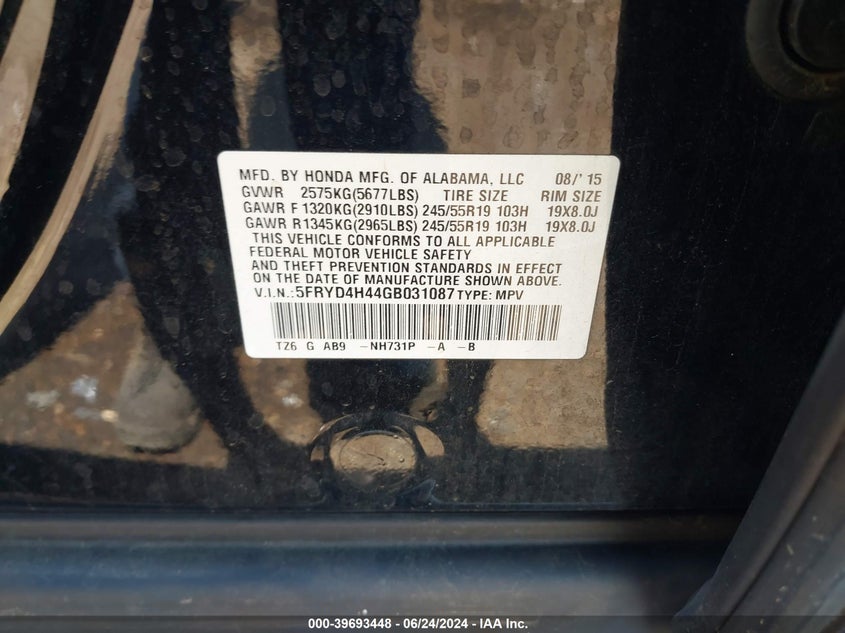 MFD. BY HONDA MFG. OF ALABAMA, LLC 08/'15
GVWR 2575KG(5677LBS) TIRE SIZE RIM SIZE
GAWR F 1320KG(2910LBS) 245/55R19 103H 19X8.0J
GAWR R1345KG(2965LBS) 245/55R19 103H 19X8.0J
THIS VEHICLE CONFORMS TO ALL APPLICABLE
FEDERAL MOTOR VEHICLE SAFETY
AND THEFT PREVENTION STANDARDS IN EFFECT
ON THE DATE OF MANUFACTURE SHOWN ABOVE.
V.I.N.:5FRYD4H44GB031087 TYPE: MPV
TZ6 G AB9 -NH731P -A -B
000-39693448 - 06/24/2024 - IAA Inc.